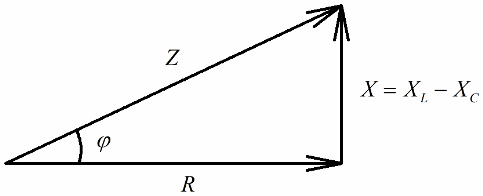 Z
X = X_L − X_C
φ
R